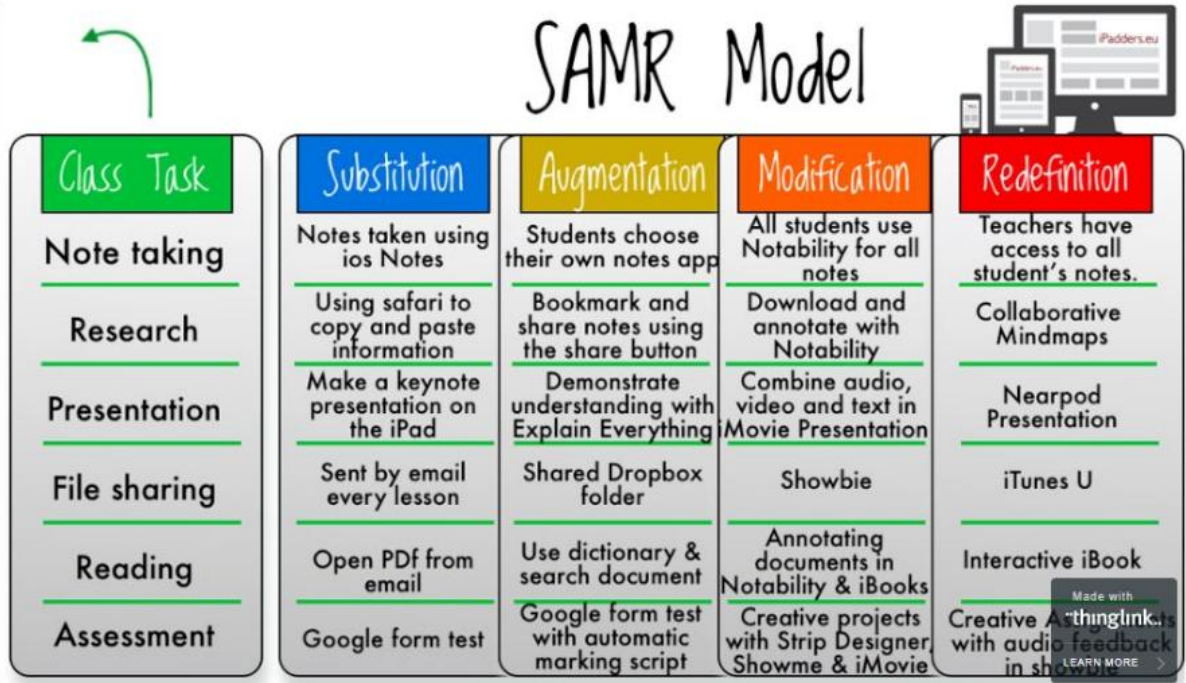 SAMR Model
iPadders.eu
Class Task
Substitution
Augmentation
Modification
Redefinition
Note taking
Notes taken using
ios Notes
Students choose
their own notes app
All students use
Notability for all
notes
Teachers have
access to all
student's notes.
Research
Using safari to
copy and paste
information
Bookmark and
share notes using
the share button
Download and
annotate with
Notability
Collaborative
Mindmaps
Presentation
Make a keynote
presentation on
the iPad
Demonstrate
understanding with
Explain Everything
Combine audio,
video and text in
iMovie Presentation
Nearpod
Presentation
File sharing
Sent by email
every lesson
Shared Dropbox
folder
Showbie
iTunes U
Reading
Open PDf from
email
Use dictionary &
search document
Annotating
documents in
Notability & iBooks
Interactive iBook
Assessment
Google form test
Google form test
with automatic
marking script
Creative projects
with Strip Designer,
Showme & iMovie
Creative
with audio feedback
in showbie
Made with
thinglink..
LEARN MORE